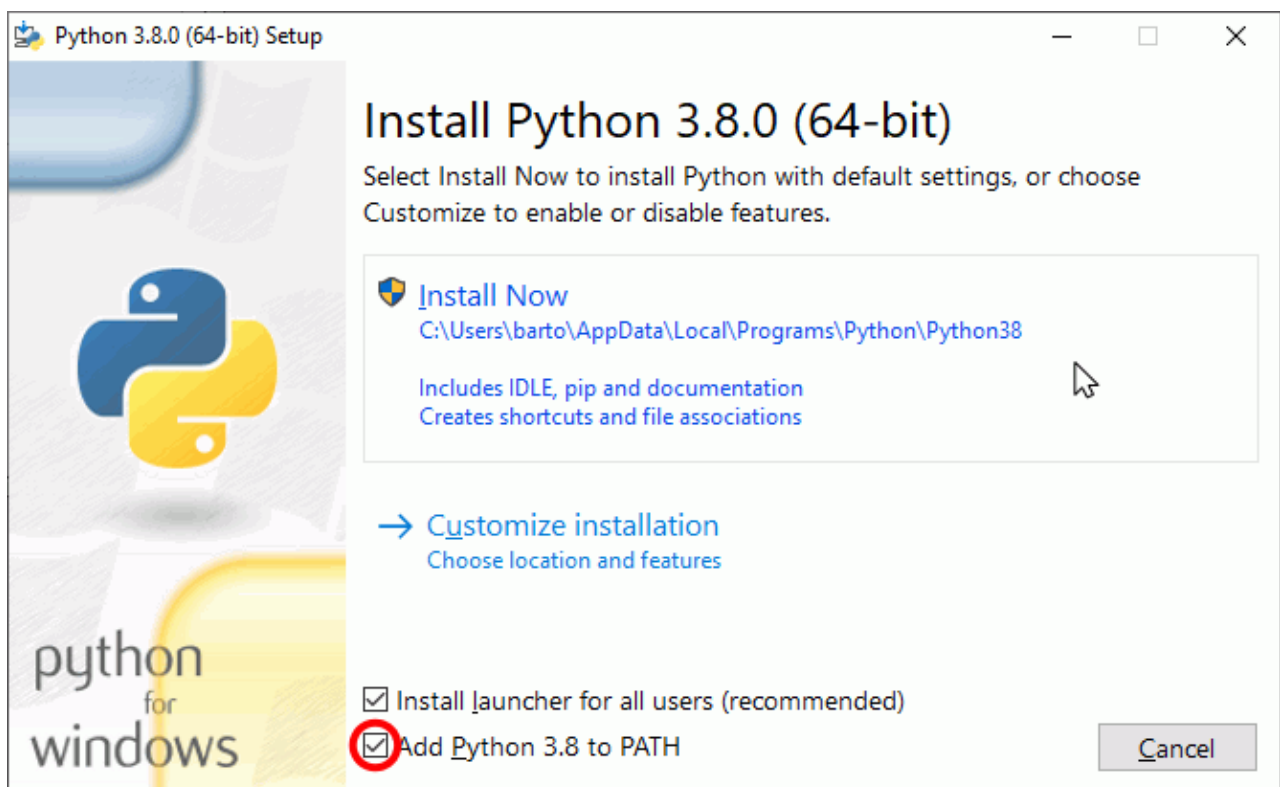 Python 3.8.0 (64-bit) Setup
Install Python 3.8.0 (64-bit)
Select Install Now to install Python with default settings, or choose
Customize to enable or disable features.
Install Now
C:\Users\barto\AppData\Local\Programs\Python\Python38
Includes IDLE, pip and documentation
Creates shortcuts and file associations
Customize installation
Choose location and features
python
for
windows
Install launcher for all users (recommended)
Add Python 3.8 to PATH
Cancel